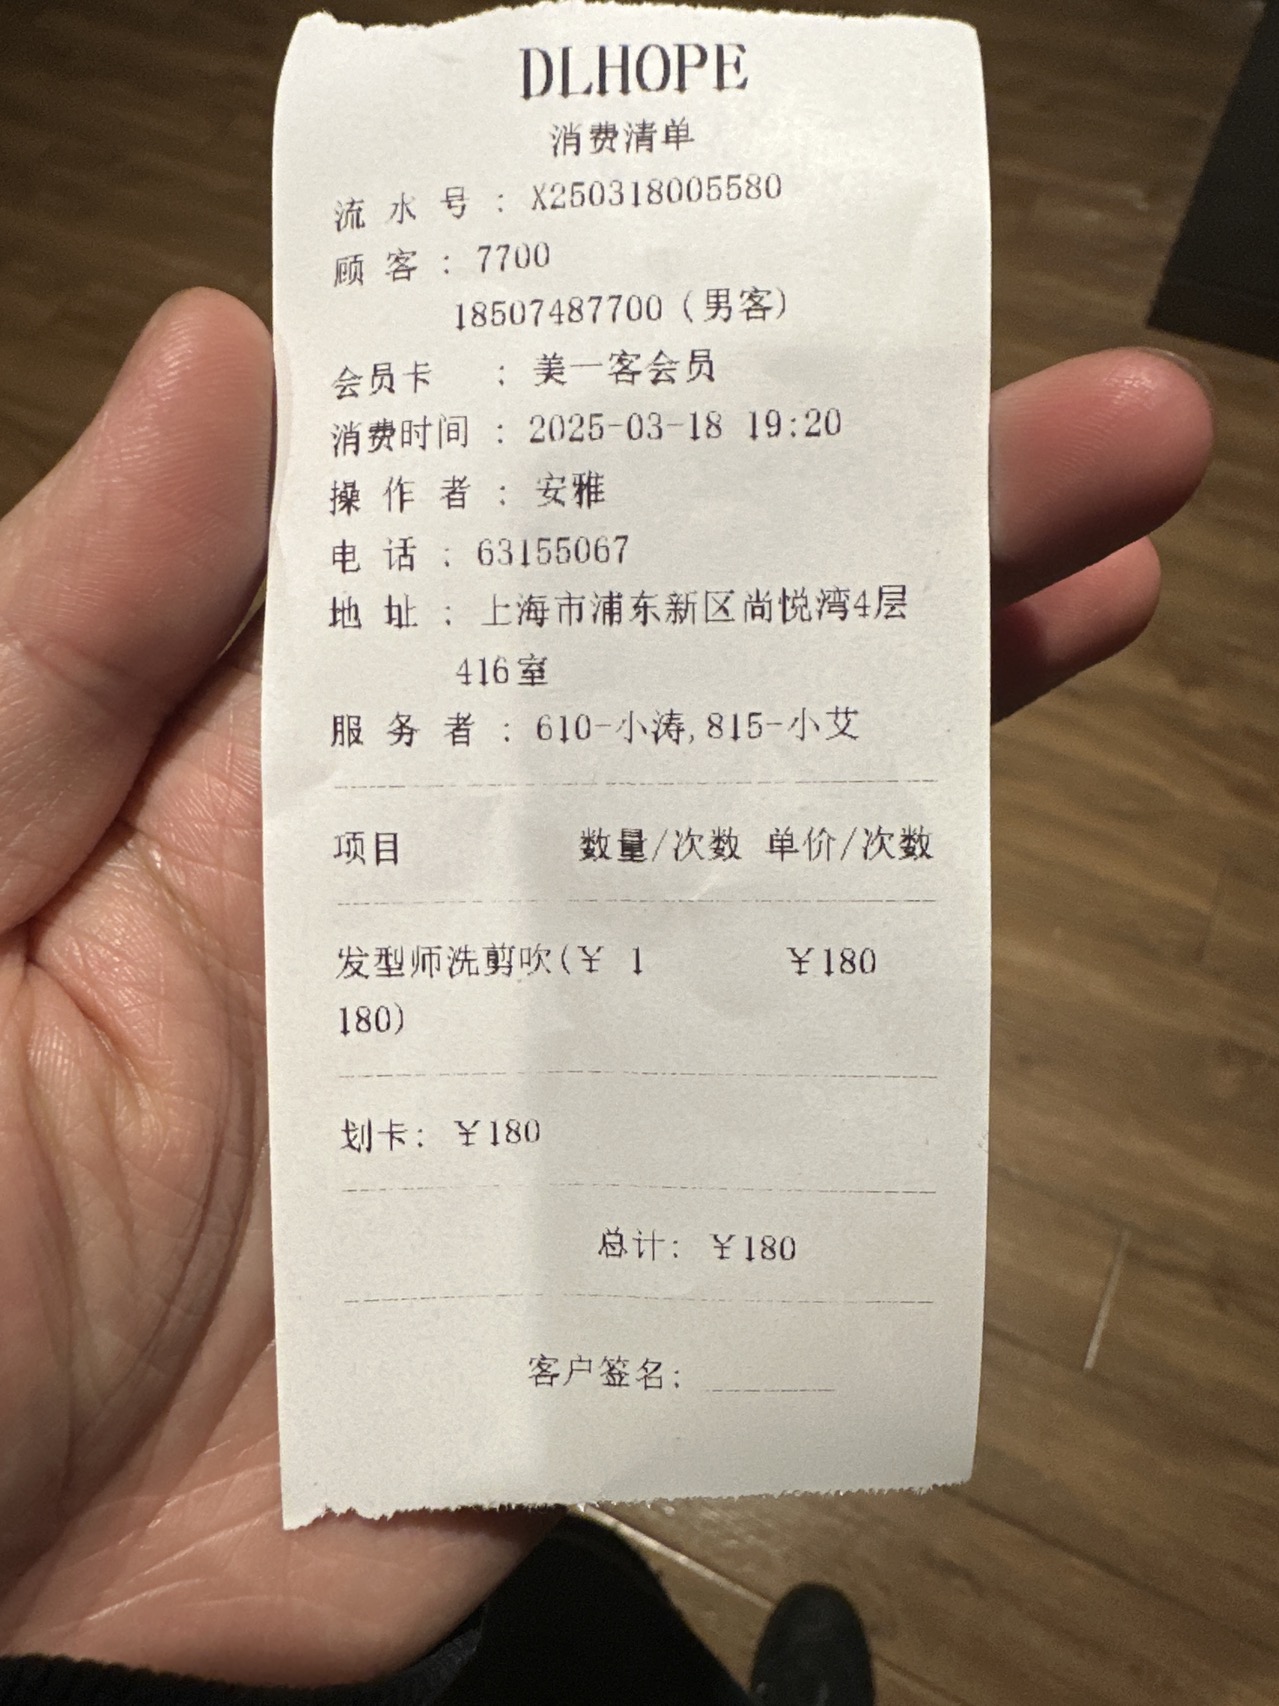 DLHOPE
消费清单
流 水 号 : X250318005580
顾 客 : 7700
18507487700 (男客)
会员卡 : 美一客会员
消费时间 : 2025-03-18 19:20
操 作 者 : 安雅
电 话 : 63155067
地 址 : 上海市浦东新区尚悦湾4层
416室
服 务 者 : 610-小涛,815-小艾
项目 数量/次数 单价/次数
发型师洗剪吹(¥ 1 ¥180
180)
划卡: ¥180
总计: ¥180
客户签名: